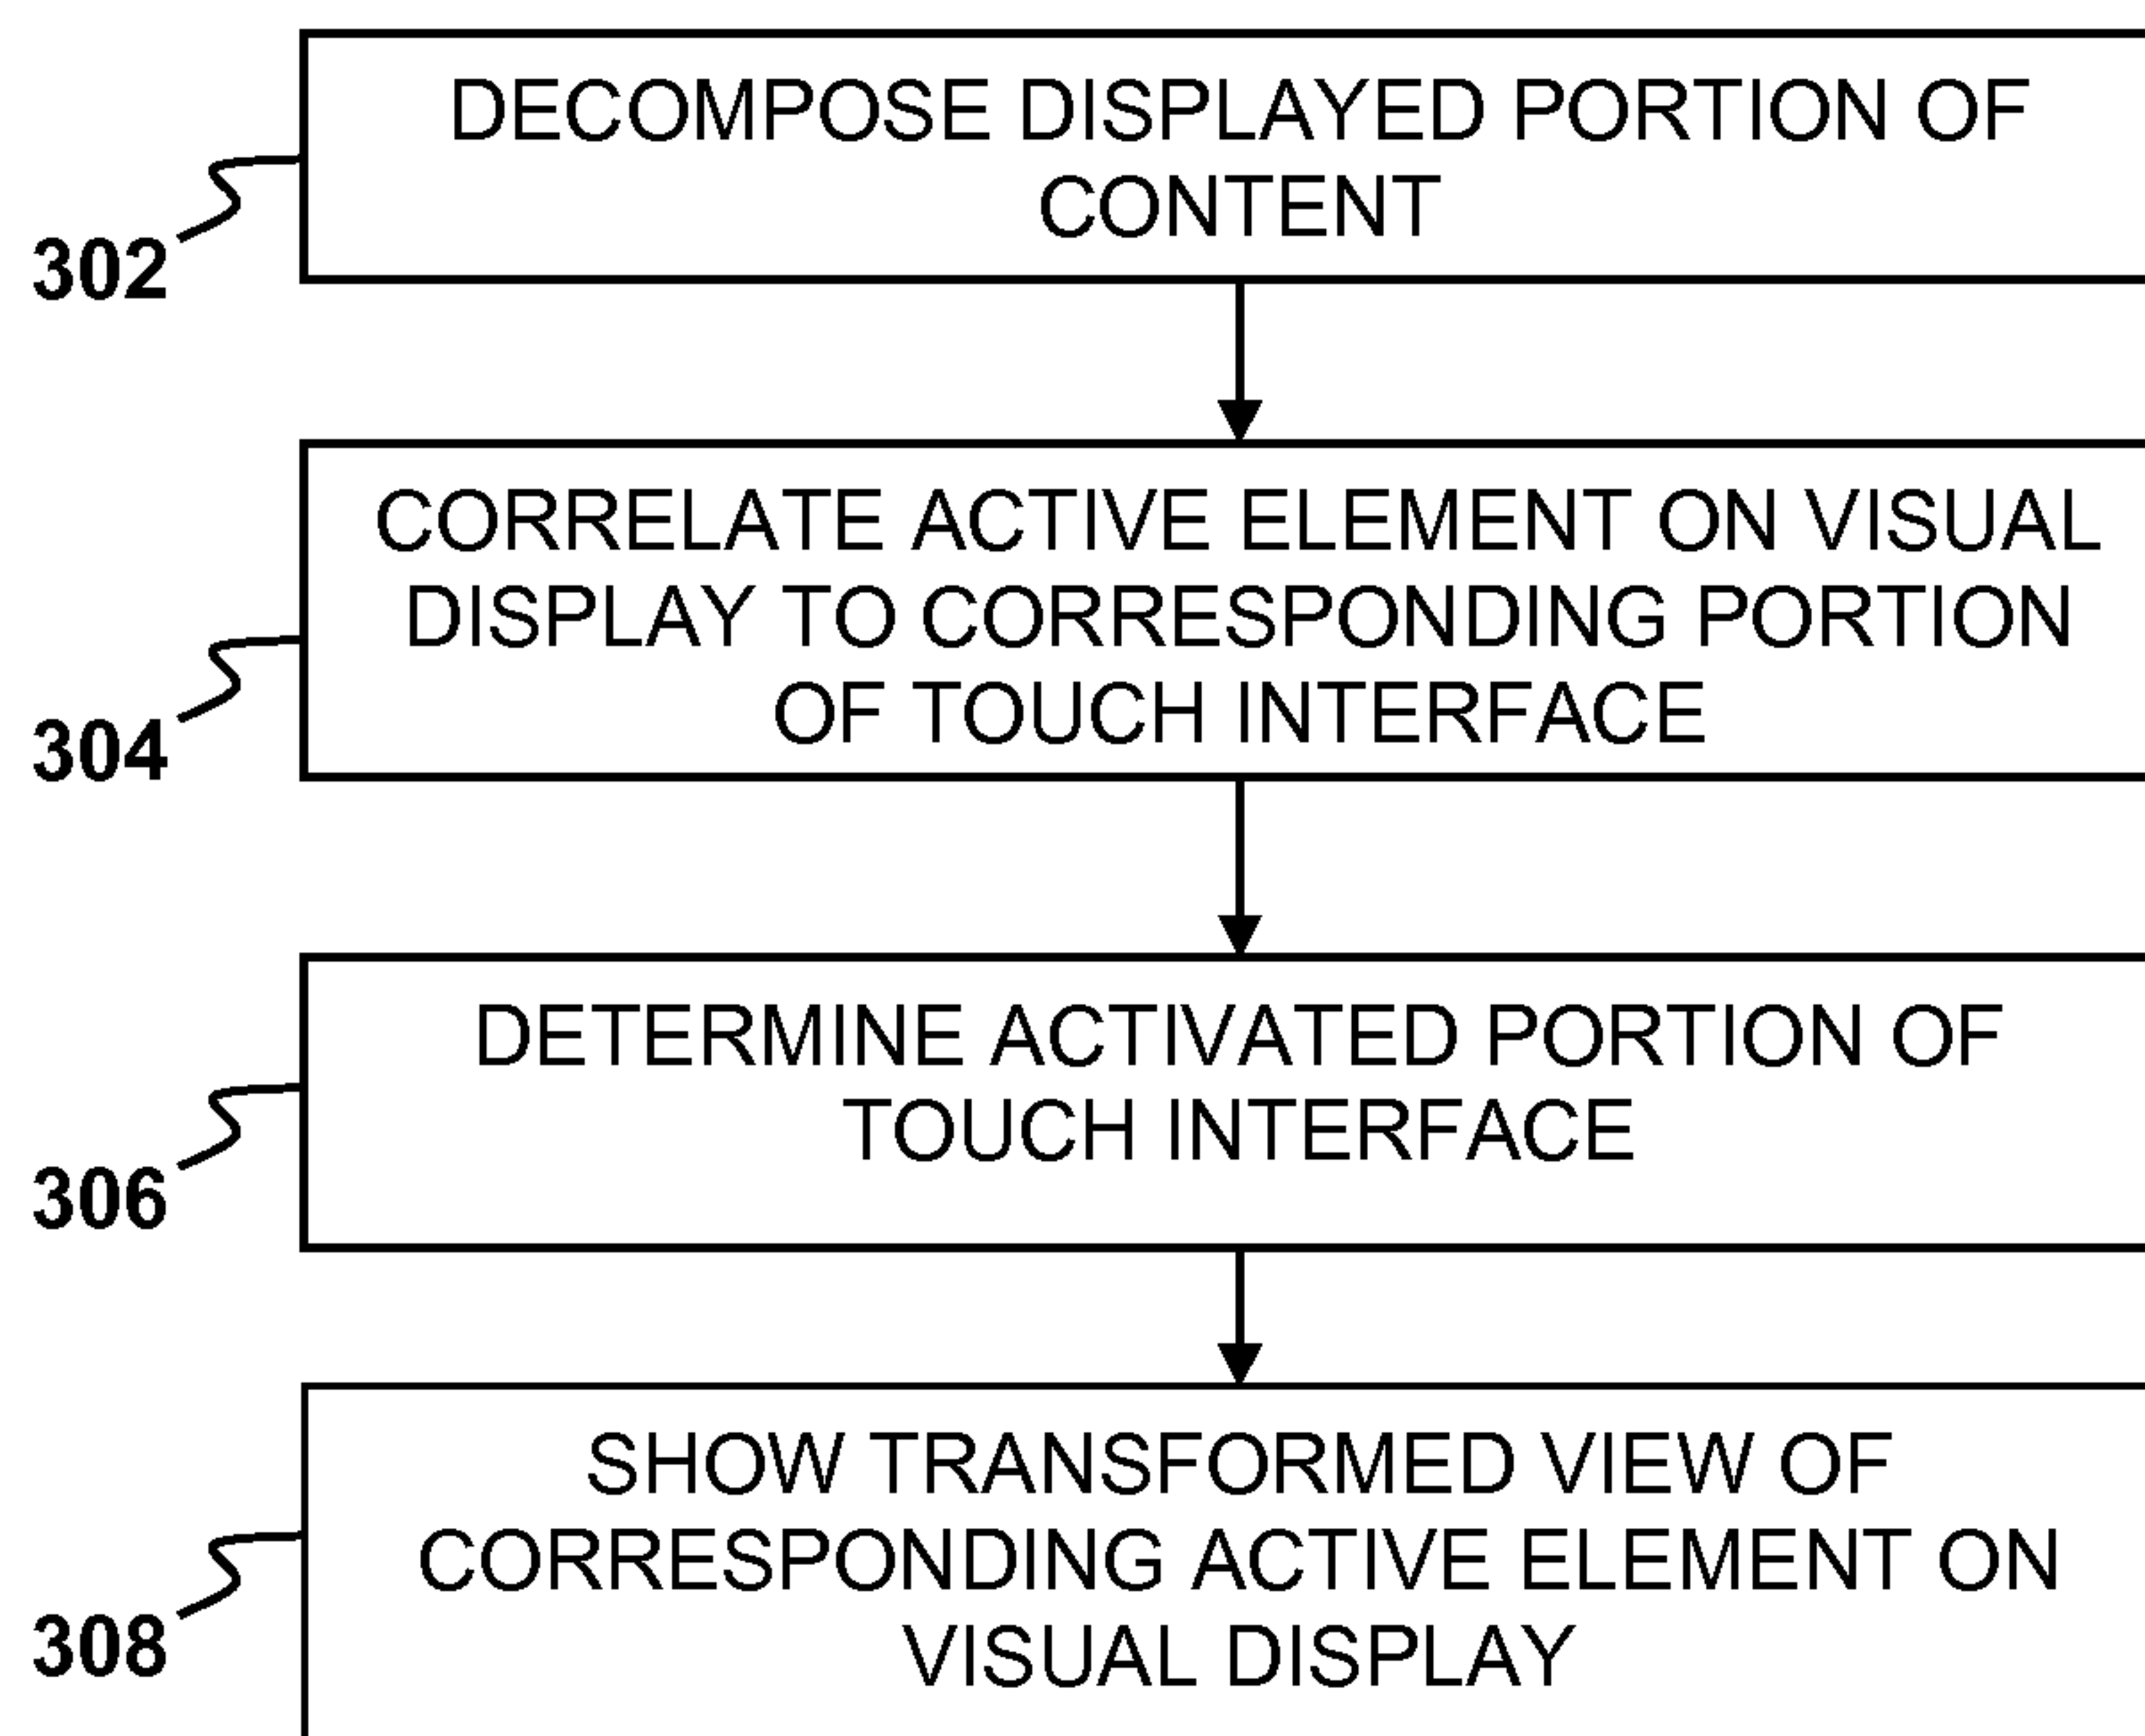 DECOMPOSE DISPLAYED PORTION OF
CONTENT
302
CORRELATE ACTIVE ELEMENT ON VISUAL
DISPLAY TO CORRESPONDING PORTION
OF TOUCH INTERFACE
304
DETERMINE ACTIVATED PORTION OF
TOUCH INTERFACE
306
SHOW TRANSFORMED VIEW OF
CORRESPONDING ACTIVE ELEMENT ON
VISUAL DISPLAY
308